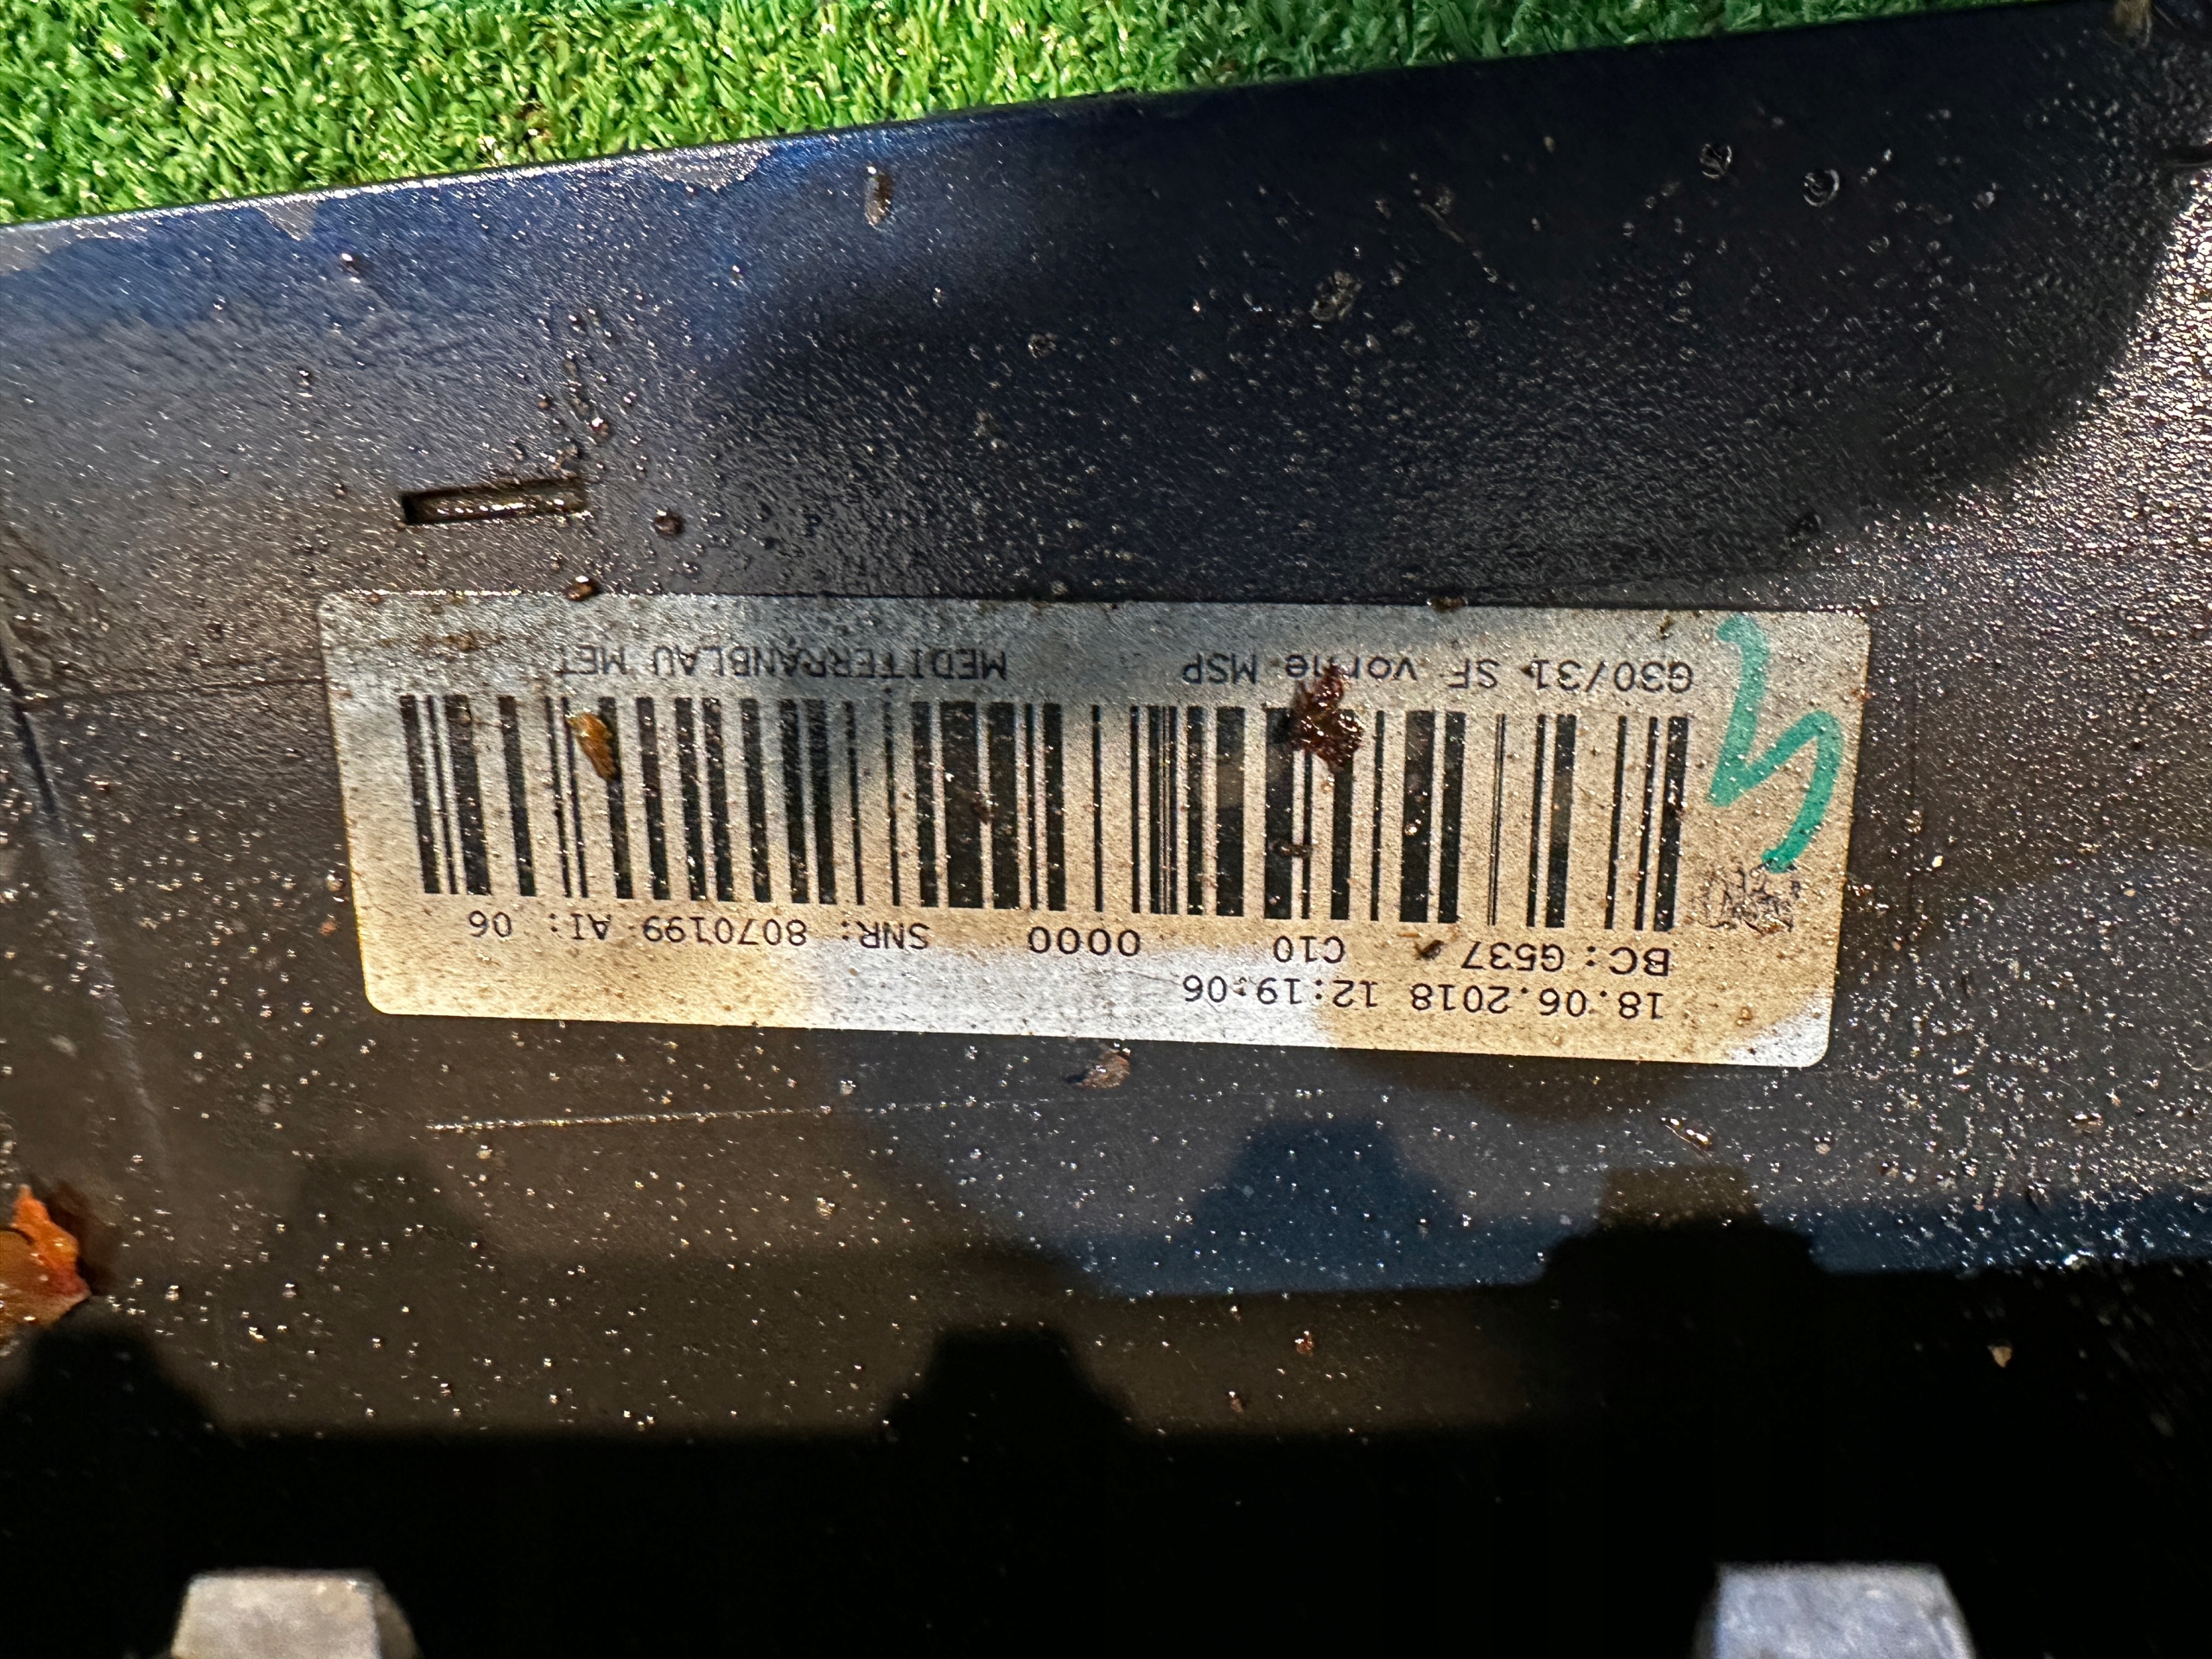 18.06.2018 12:19:06
BC: G537 C10 0000 SNR: 8070199 AI: 06
G30/31 SF vorne MSP MEDITERRANBLAU MET